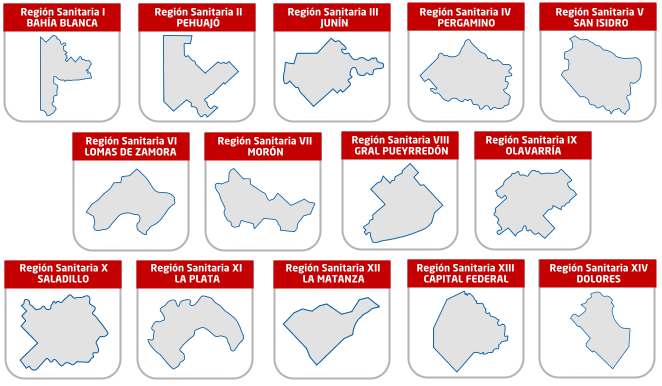 Región Sanitaria I
BAHÍA BLANCA
Región Sanitaria II
PEHUAJÓ
Región Sanitaria III
JUNÍN
Región Sanitaria IV
PERGAMINO
Región Sanitaria V
SAN ISIDRO
Región Sanitaria VI
LOMAS DE ZAMORA
Región Sanitaria VII
MORÓN
Región Sanitaria VIII
GRAL PUEYRREDÓN
Región Sanitaria IX
OLAVARRÍA
Región Sanitaria X
SALADILLO
Región Sanitaria XI
LA PLATA
Región Sanitaria XII
LA MATANZA
Región Sanitaria XIII
CAPITAL FEDERAL
Región Sanitaria XIV
DOLORES